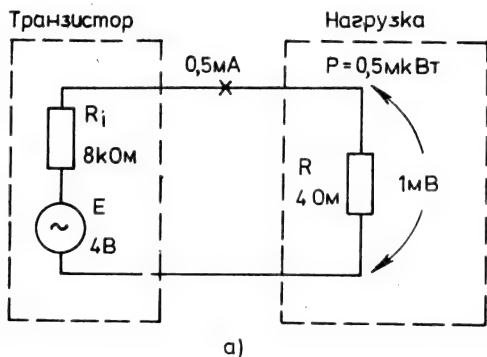 Транзистор
Нагрузка
0,5мА
P = 0,5мкВт
Ri
8кОм
E
4В
R
4 Ом
1мВ
а)